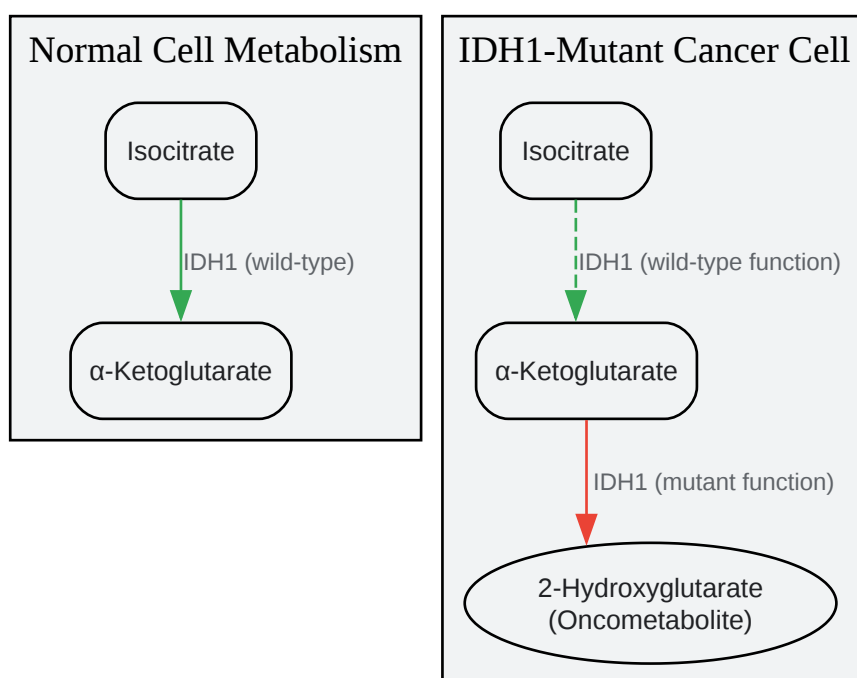 Normal Cell Metabolism
Isocitrate
IDH1 (wild-type)
α-Ketoglutarate
IDH1-Mutant Cancer Cell
Isocitrate
IDH1 (wild-type function)
α-Ketoglutarate
IDH1 (mutant function)
2-Hydroxyglutarate
(Oncometabolite)